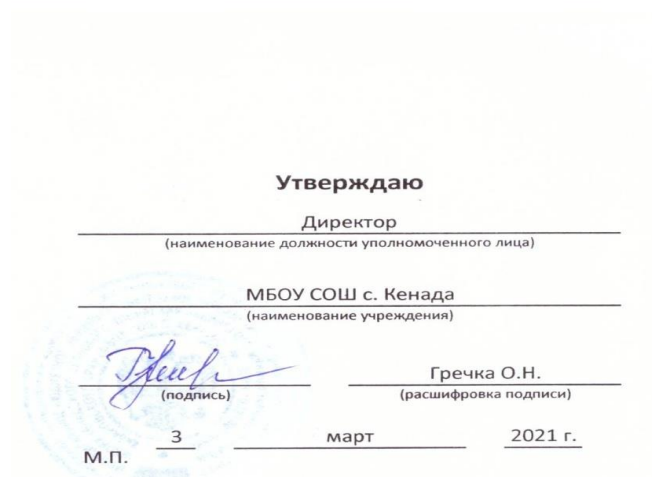 Утверждаю
Директор
(наименование должности уполномоченного лица)
МБОУ СОШ с. Кенада
(наименование учреждения)
Гречка О.Н.
(подпись) (расшифровка подписи)
М.П. 3 март 2021 г.